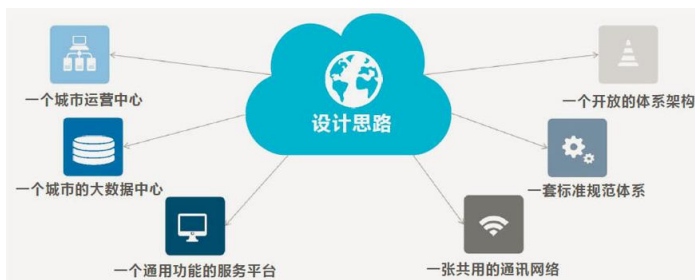 设计思路
一个城市运营中心
一个开放的体系架构
一个城市的大数据中心
一套标准规范体系
一个通用功能的服务平台
一张共用的通讯网络